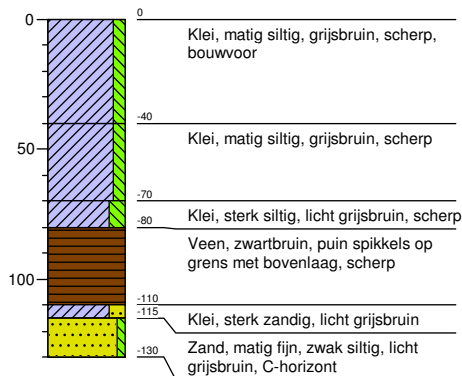 0
0
Klei, matig siltig, grijsbruin, scherp,
bouwvoor
-40
Klei, matig siltig, grijsbruin, scherp
50
-70
Klei, sterk siltig, licht grijsbruin, scherp
-80
Veen, zwartbruin, puin spikkels op
grens met bovenlaag, scherp
100
-110
Klei, sterk zandig, licht grijsbruin
-115
Zand, matig fijn, zwak siltig, licht
grijsbruin, C-horizont
-130